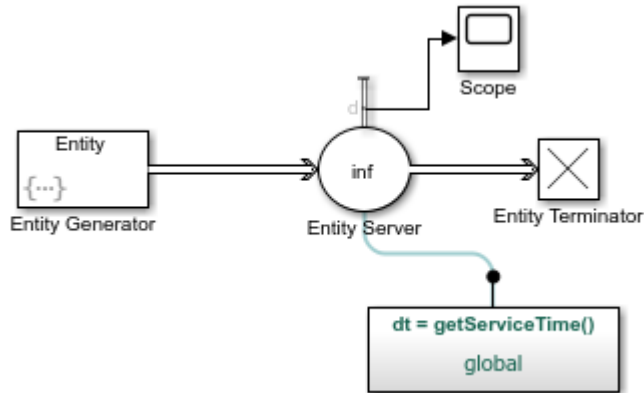 Scope
d
Entity
{...}
inf
Entity Generator
Entity Server
Entity Terminator
dt = getServiceTime()
global